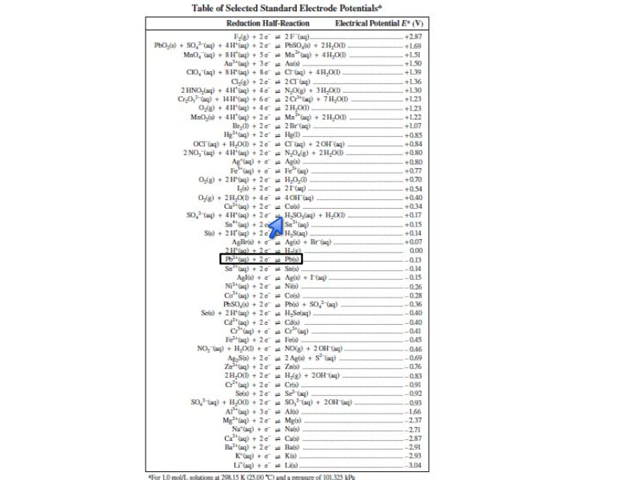 Table of Selected Standard Electrode Potentials*
Reduction Half-Reaction Electrical Potential E° (V)
F₂(g) + 2 e⁻ ⇌ 2 F⁻(aq) +2.87
PbO₂(s) + SO₄²⁻(aq) + 4 H⁺(aq) + 2 e⁻ ⇌ PbSO₄(s) + 2 H₂O(l) +1.69
MnO₄⁻(aq) + 8 H⁺(aq) + 5 e⁻ ⇌ Mn²⁺(aq) + 4 H₂O(l) +1.51
Au³⁺(aq) + 3 e⁻ ⇌ Au(s) +1.50
ClO₄⁻(aq) + 8 H⁺(aq) + 8 e⁻ ⇌ Cl⁻(aq) + 4 H₂O(l) +1.39
Cl₂(g) + 2 e⁻ ⇌ 2 Cl⁻(aq) +1.36
2 HNO₂(aq) + 4 H⁺(aq) + 4 e⁻ ⇌ N₂O(g) + 3 H₂O(l) +1.30
Cr₂O₇²⁻(aq) + 14 H⁺(aq) + 6 e⁻ ⇌ 2 Cr³⁺(aq) + 7 H₂O(l) +1.23
O₂(g) + 4 H⁺(aq) + 4 e⁻ ⇌ 2 H₂O(l) +1.23
MnO₂(s) + 4 H⁺(aq) + 2 e⁻ ⇌ Mn²⁺(aq) + 2 H₂O(l) +1.22
Br₂(l) + 2 e⁻ ⇌ 2 Br⁻(aq) +1.07
Hg²⁺(aq) + 2 e⁻ ⇌ Hg(l) +0.85
OCl⁻(aq) + H₂O(l) + 2 e⁻ ⇌ Cl⁻(aq) + 2 OH⁻(aq) +0.84
2 NO₃⁻(aq) + 4 H⁺(aq) + 2 e⁻ ⇌ N₂O₄(g) + 2 H₂O(l) +0.80
Ag⁺(aq) + e⁻ ⇌ Ag(s) +0.80
Fe³⁺(aq) + e⁻ ⇌ Fe²⁺(aq) +0.77
O₂(g) + 2 H⁺(aq) + 2 e⁻ ⇌ H₂O₂(l) +0.70
I₂(s) + 2 e⁻ ⇌ 2 I⁻(aq) +0.54
O₂(g) + 2 H₂O(l) + 4 e⁻ ⇌ 4 OH⁻(aq) +0.40
Cu²⁺(aq) + 2 e⁻ ⇌ Cu(s) +0.34
SO₄²⁻(aq) + 4 H⁺(aq) + 2 e⁻ ⇌ H₂SO₃(aq) + H₂O(l) +0.17
Sn⁴⁺(aq) + 2 e⁻ Sn²⁺(aq) +0.15
S(s) + 2 H⁺(aq) + 2 e⁻ H₂S(aq) +0.14
AgBr(s) + e⁻ ⇌ Ag(s) + Br⁻(aq) +0.07
2 H⁺(aq) + 2 e⁻ ⇌ H₂(g) 0.00
Pb²⁺(aq) + 2 e⁻ ⇌ Pb(s) −0.13
Sn²⁺(aq) + 2 e⁻ ⇌ Sn(s) −0.14
AgI(s) + e⁻ ⇌ Ag(s) + I⁻(aq) −0.15
Ni²⁺(aq) + 2 e⁻ ⇌ Ni(s) −0.26
Co²⁺(aq) + 2 e⁻ ⇌ Co(s) −0.28
PbSO₄(s) + 2 e⁻ ⇌ Pb(s) + SO₄²⁻(aq) −0.36
Se(s) + 2 H⁺(aq) + 2 e⁻ ⇌ H₂Se(aq) −0.40
Cd²⁺(aq) + 2 e⁻ ⇌ Cd(s) −0.40
Cr³⁺(aq) + e⁻ ⇌ Cr²⁺(aq) −0.41
Fe²⁺(aq) + 2 e⁻ ⇌ Fe(s) −0.45
NO₂⁻(aq) + H₂O(l) + e⁻ ⇌ NO(g) + 2 OH⁻(aq) −0.46
Ag₂S(s) + 2 e⁻ ⇌ 2 Ag(s) + S²⁻(aq) −0.69
Zn²⁺(aq) + 2 e⁻ ⇌ Zn(s) −0.76
2 H₂O(l) + 2 e⁻ ⇌ H₂(g) + 2 OH⁻(aq) −0.83
Cr²⁺(aq) + 2 e⁻ ⇌ Cr(s) −0.91
Se(s) + 2 e⁻ ⇌ Se²⁻(aq) −0.92
SO₄²⁻(aq) + H₂O(l) + 2 e⁻ ⇌ SO₃²⁻(aq) + 2 OH⁻(aq) −0.93
Al³⁺(aq) + 3 e⁻ ⇌ Al(s) −1.66
Mg²⁺(aq) + 2 e⁻ ⇌ Mg(s) −2.37
Na⁺(aq) + e⁻ ⇌ Na(s) −2.71
Ca²⁺(aq) + 2 e⁻ ⇌ Ca(s) −2.87
Ba²⁺(aq) + 2 e⁻ ⇌ Ba(s) −2.91
K⁺(aq) + e⁻ ⇌ K(s) −2.93
Li⁺(aq) + e⁻ ⇌ Li(s) −3.04
*For 1.0 mol/L solutions at 298.15 K (25.00 °C) and a pressure of 101.325 kPa